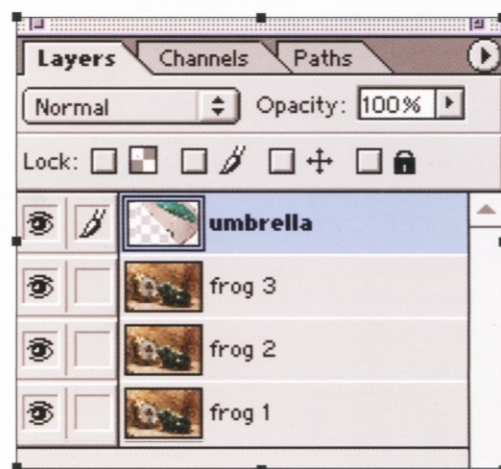 Layers Channels Paths
Normal Opacity: 100%
Lock:
umbrella
frog 3
frog 2
frog 1